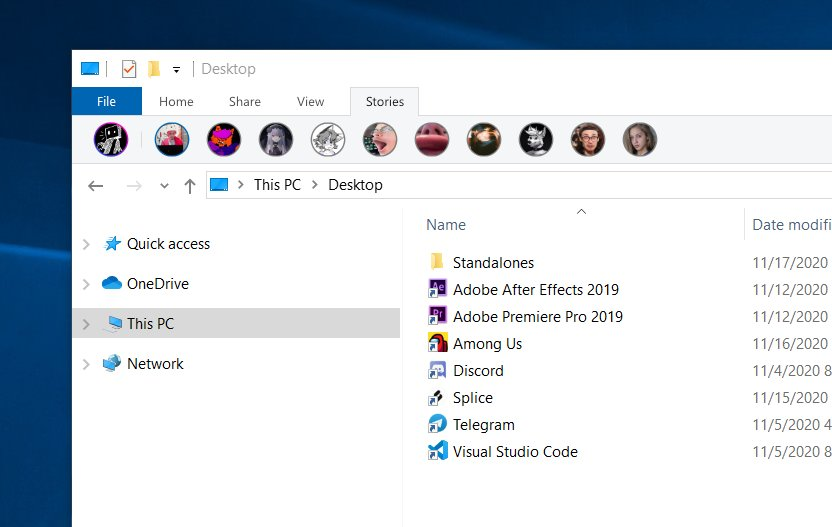 Desktop
File Home Share View Stories
This PC Desktop
Name Date modifi
Quick access
OneDrive
This PC
Network
Standalones 11/17/2020
Ae Adobe After Effects 2019 11/12/2020
Pr Adobe Premiere Pro 2019 11/12/2020
Among Us 11/16/2020
Discord 11/4/2020 8
Splice 11/15/2020
Telegram 11/5/2020 4
Visual Studio Code 11/5/2020 8